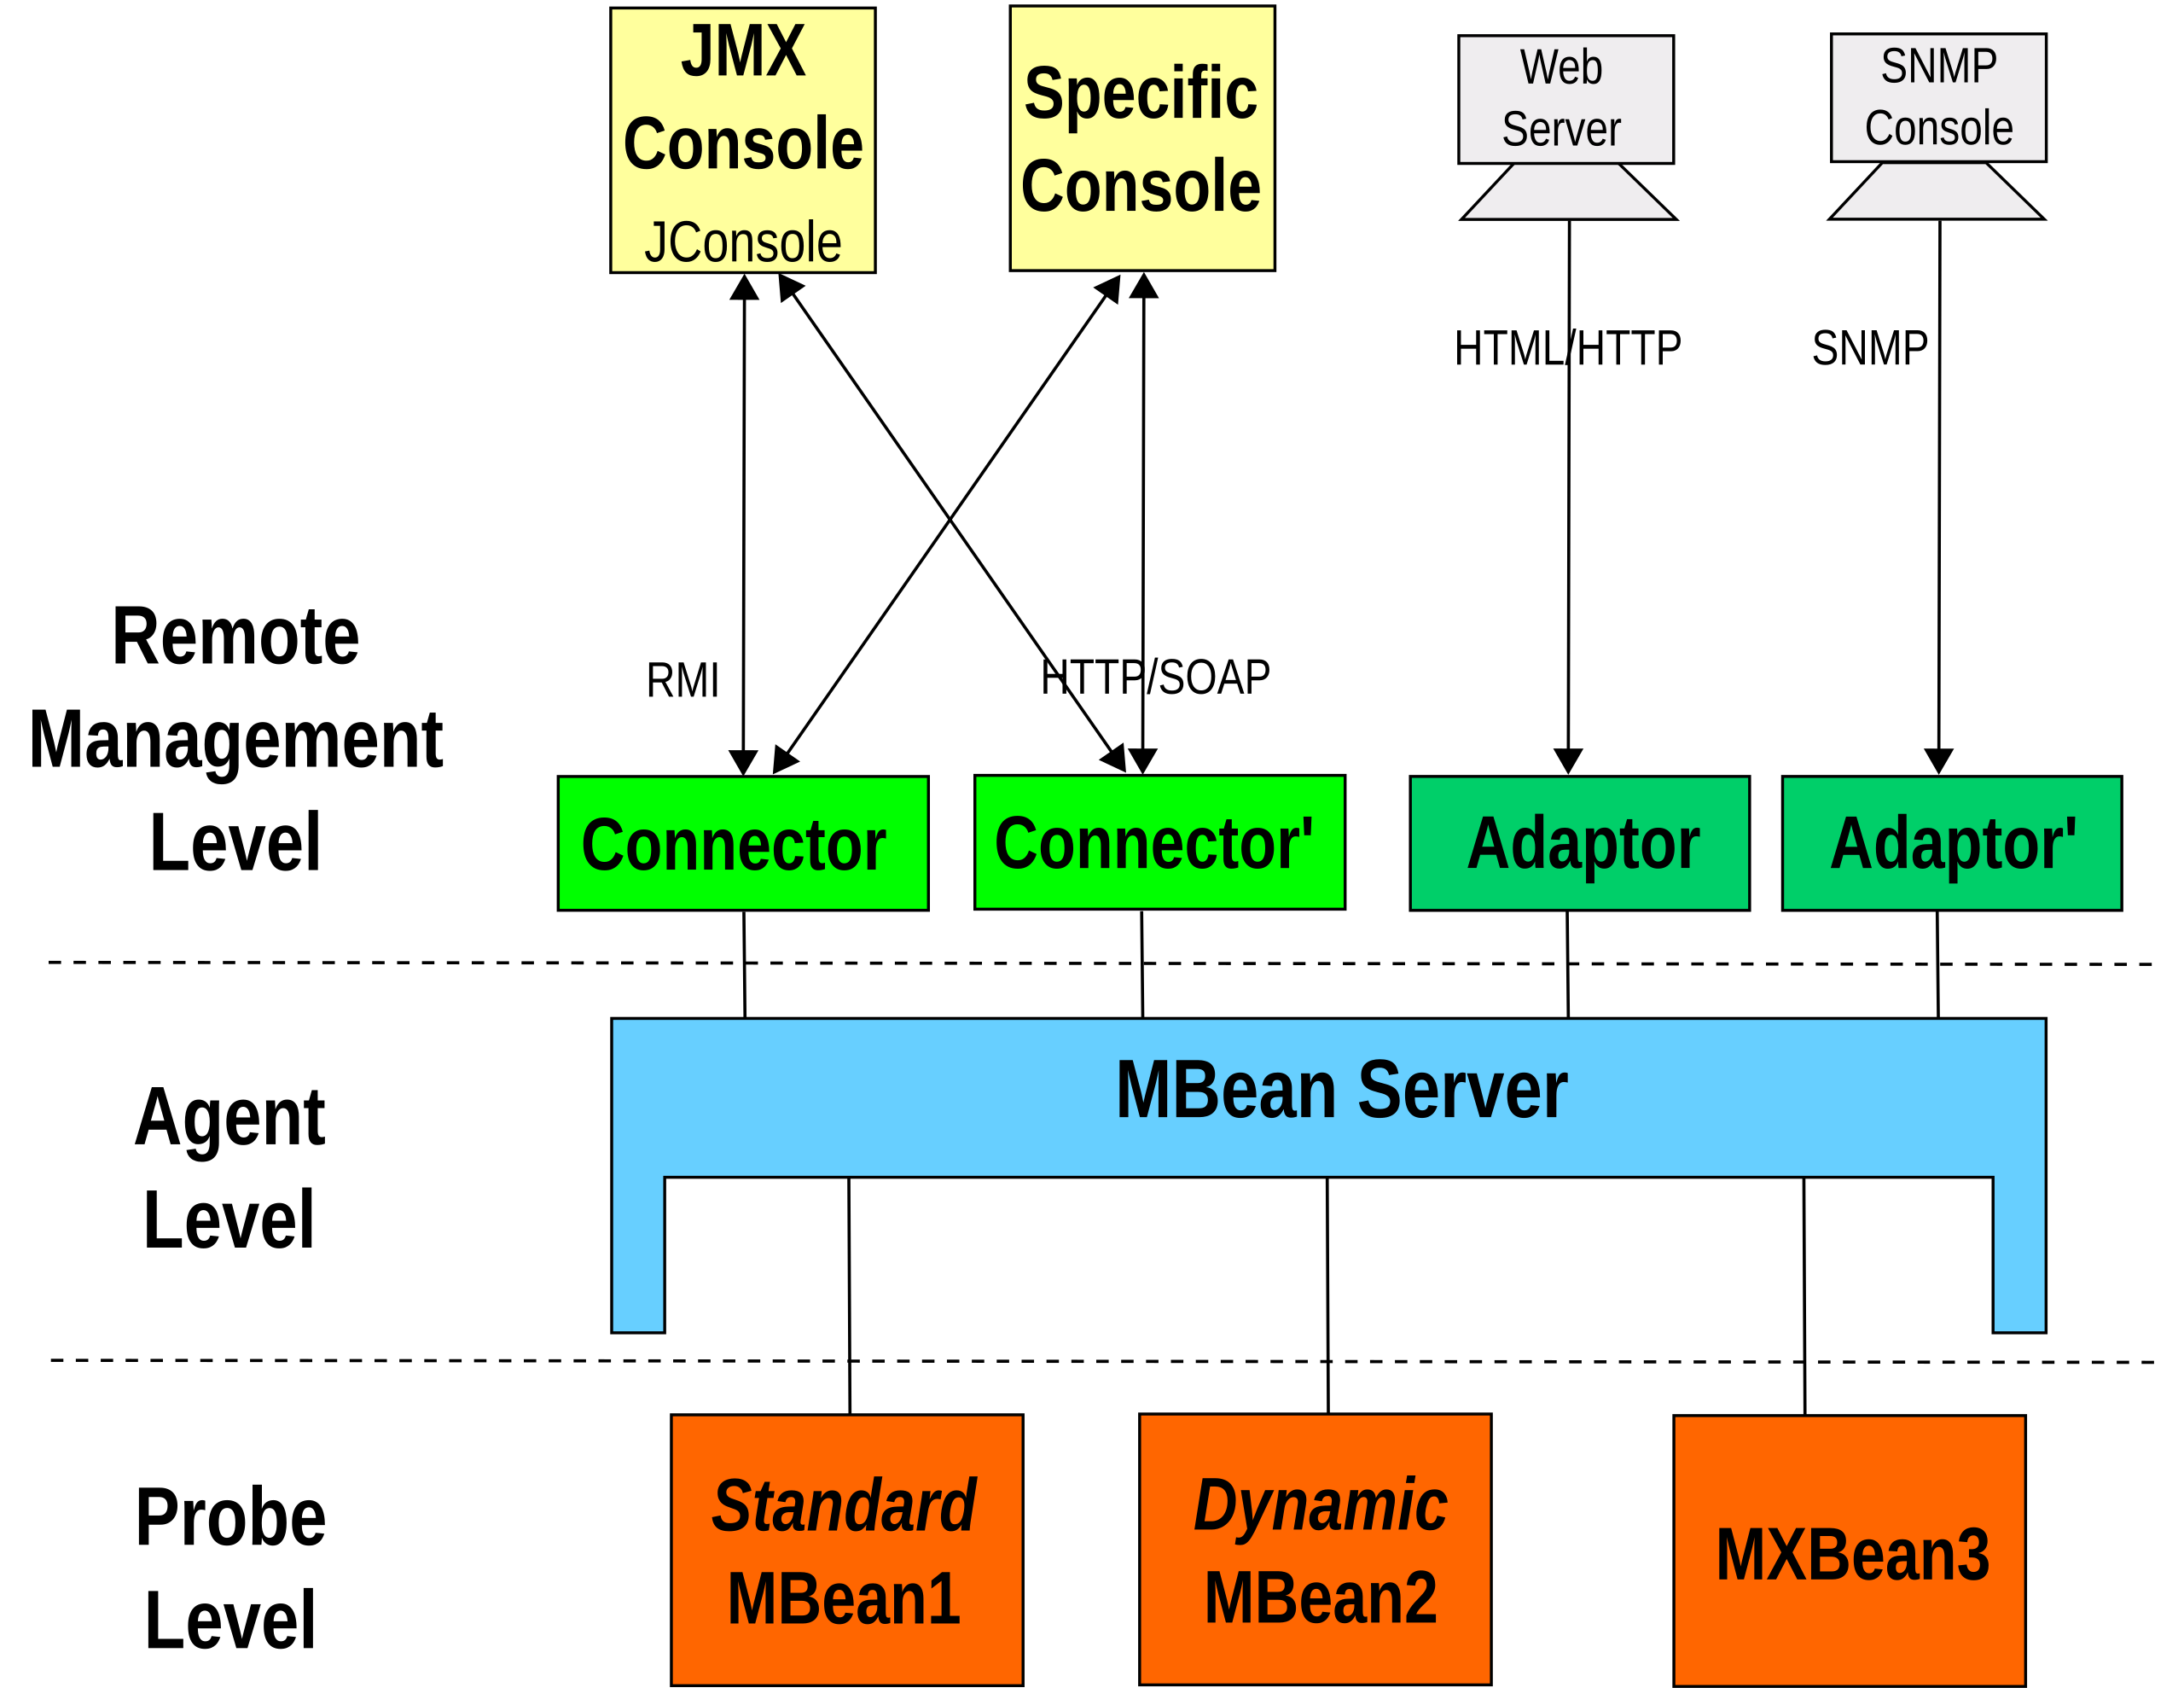 JMX
Console
JConsole
Specific
Console
Web
Server
SNMP
Console
HTML/HTTP
SNMP
RMI
HTTP/SOAP
Remote
Management
Level
Connector
Connector'
Adaptor
Adaptor'
Agent
Level
MBean Server
Probe
Level
Standard
MBean1
Dynamic
MBean2
MXBean3